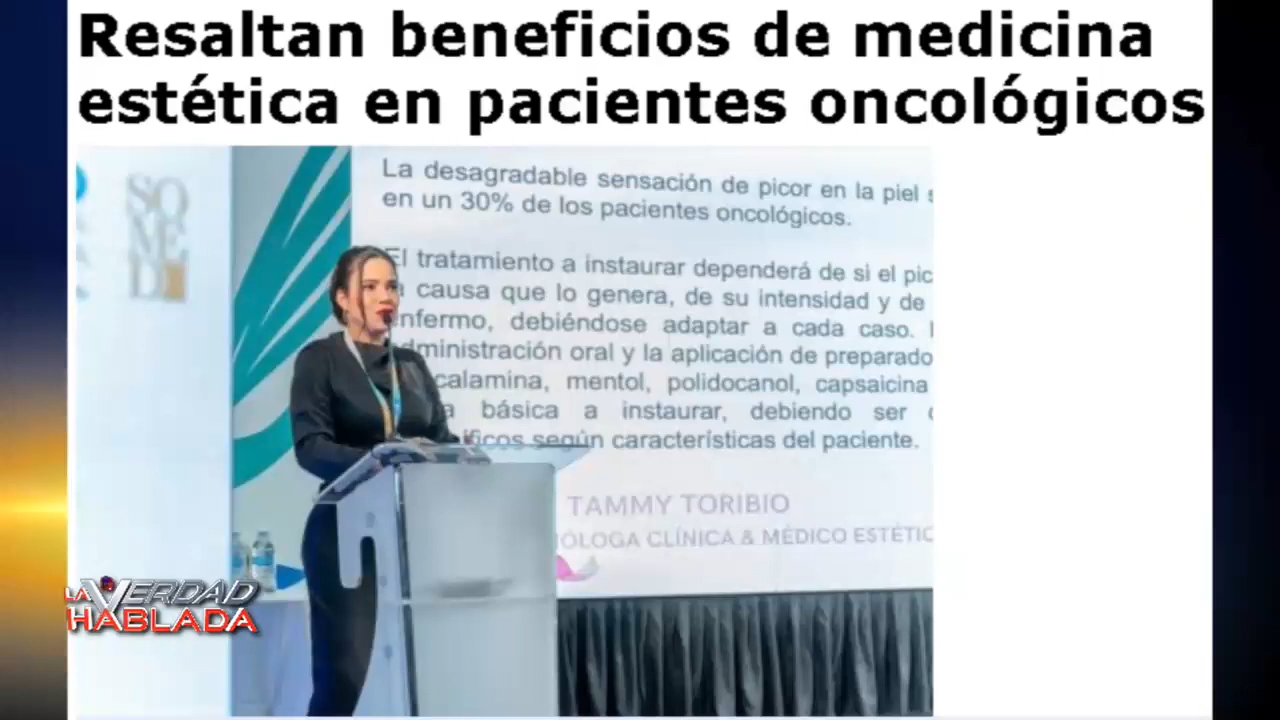 Resaltan beneficios de medicina
estética en pacientes oncológicos
SO
ME
D
La desagradable sensación de picor en la piel
en un 30% de los pacientes oncológicos.
El tratamiento a instaurar dependerá de si el
causa que lo genera, de su intensidad y de
debiéndose adaptar a cada caso.
oral y la aplicación de
calamina, mentol, polidocanol, capsaicina
básica a instaurar, debiendo ser
según características del paciente.
TAMMY TORIBIO
CLÍNICA & MÉDICO
LA VERDAD
HABLADA